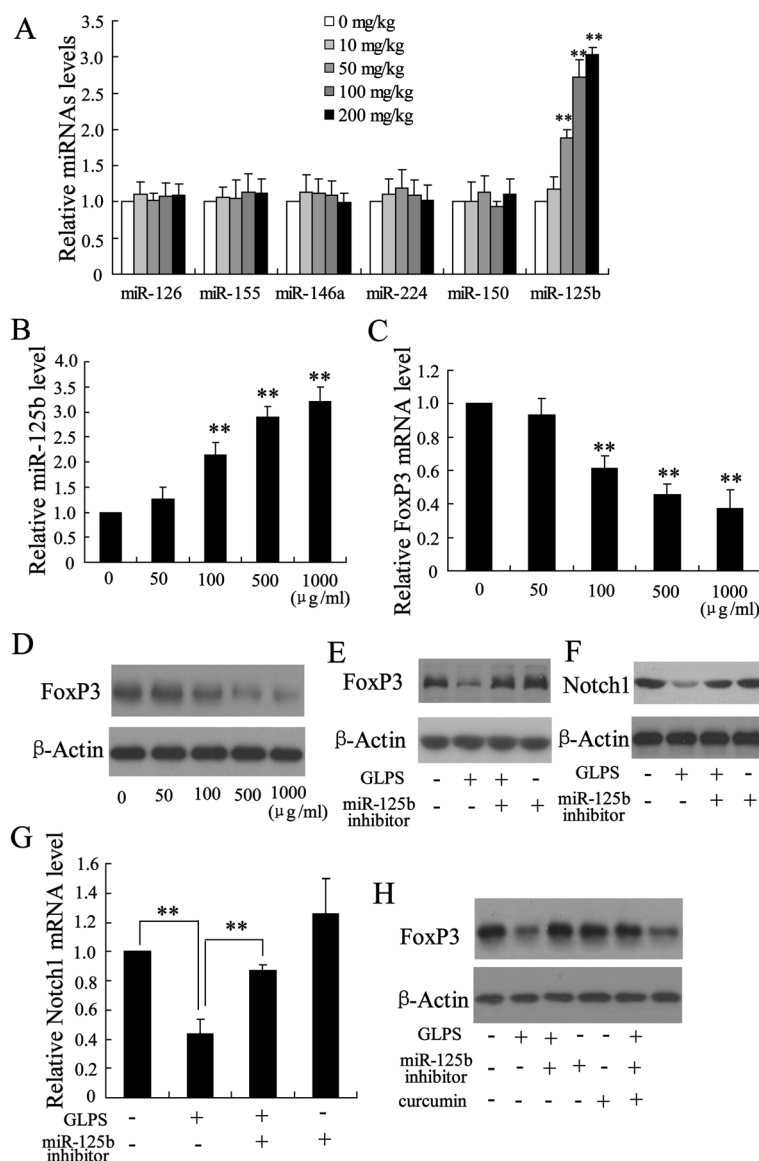 A
Relative miRNAs levels
3.5
3.0
2.5
2.0
1.5
1.0
0.5
0
0 mg/kg
10 mg/kg
50 mg/kg
100 mg/kg
200 mg/kg
** ** **
miR-126 miR-155 miR-146a miR-224 miR-150 miR-125b
B
Relative miR-125b level
4.0
3.5
3.0
2.5
2.0
1.5
1.0
0.5
0
** ** **
0 50 100 500 1000
(μg/ml)
C
Relative FoxP3 mRNA level
1.2
1.0
0.8
0.6
0.4
0.2
0
** ** **
0 50 100 500 1000
(μg/ml)
D
FoxP3
β-Actin
0 50 100 500 1000
(μg/ml)
E
FoxP3
β-Actin
GLPS - + + -
miR-125b inhibitor - - + +
F
Notch1
β-Actin
GLPS - + + -
miR-125b inhibitor - - + +
G
Relative Notch1 mRNA level
1.6
1.4
1.2
1.0
0.8
0.6
0.4
0.2
0
** **
GLPS - + + -
miR-125b inhibitor - - + +
H
FoxP3
β-Actin
GLPS - + + - - +
miR-125b inhibitor - - + + - +
curcumin - - - - + +